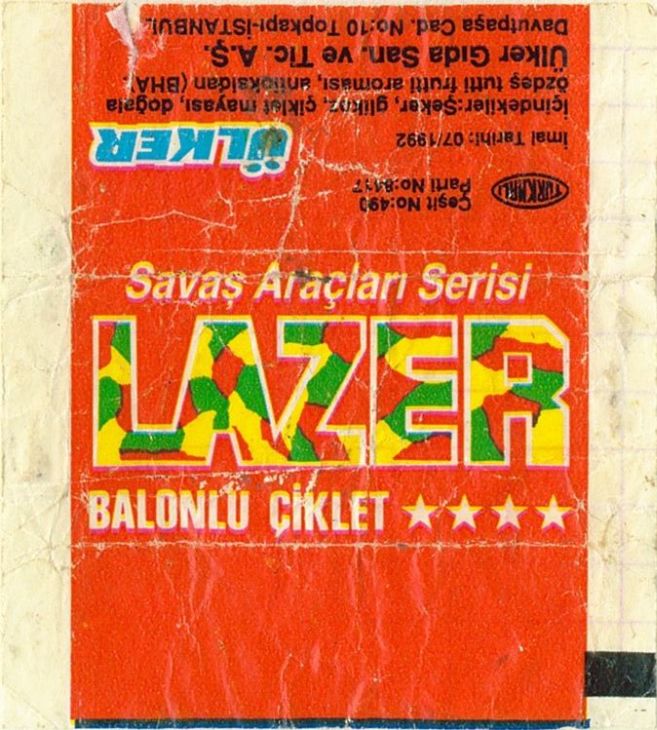 Savaş Araçları Serisi
LAZER
BALONLU ÇİKLET
TÜRKMALI
Çeşit No:490
Parti No:8417
İmal Tarihi: 07/1992
ÜLKER
İçindekiler:Şeker, glikoz, çiklet mayası, doğala
özdeş tutti frutti aroması, antioksidan (BHA).
Ülker Gıda San. ve Tic. A.Ş.
Davutpaşa Cad. No:10 Topkapı-İSTANBUL